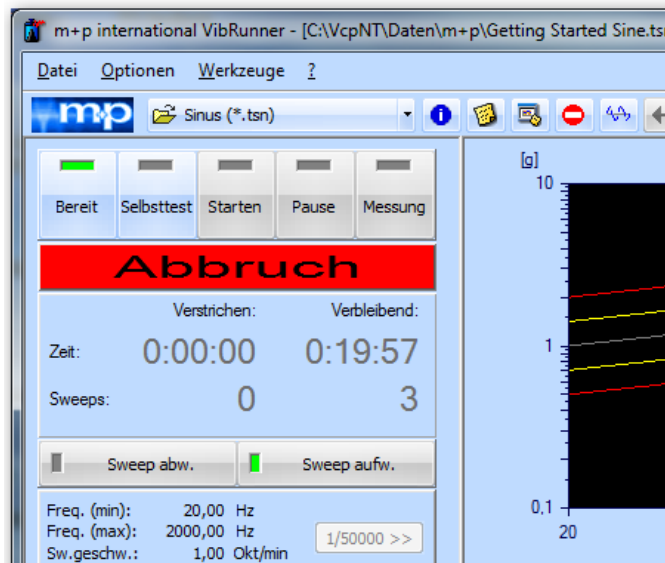 m+p international VibRunner - [C:\VcpNT\Daten\m+p\Getting Started Sine.ts
Datei Optionen Werkzeuge ?
m+p Sinus (*.tsn)
Bereit Selbsttest Starten Pause Messung
Abbruch
Verstrichen: Verbleibend:
Zeit: 0:00:00 0:19:57
Sweeps: 0 3
Sweep abw. Sweep aufw.
Freq. (min): 20,00 Hz
Freq. (max): 2000,00 Hz
1/50000 >>
Sw.geschw.: 1,00 Okt/min
[g]
10
1
0,1
20